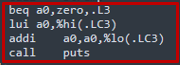 beq a0,zero,.L3
lui a0,%hi(.LC3)
addi    a0,a0,%lo(.LC3)
call    puts